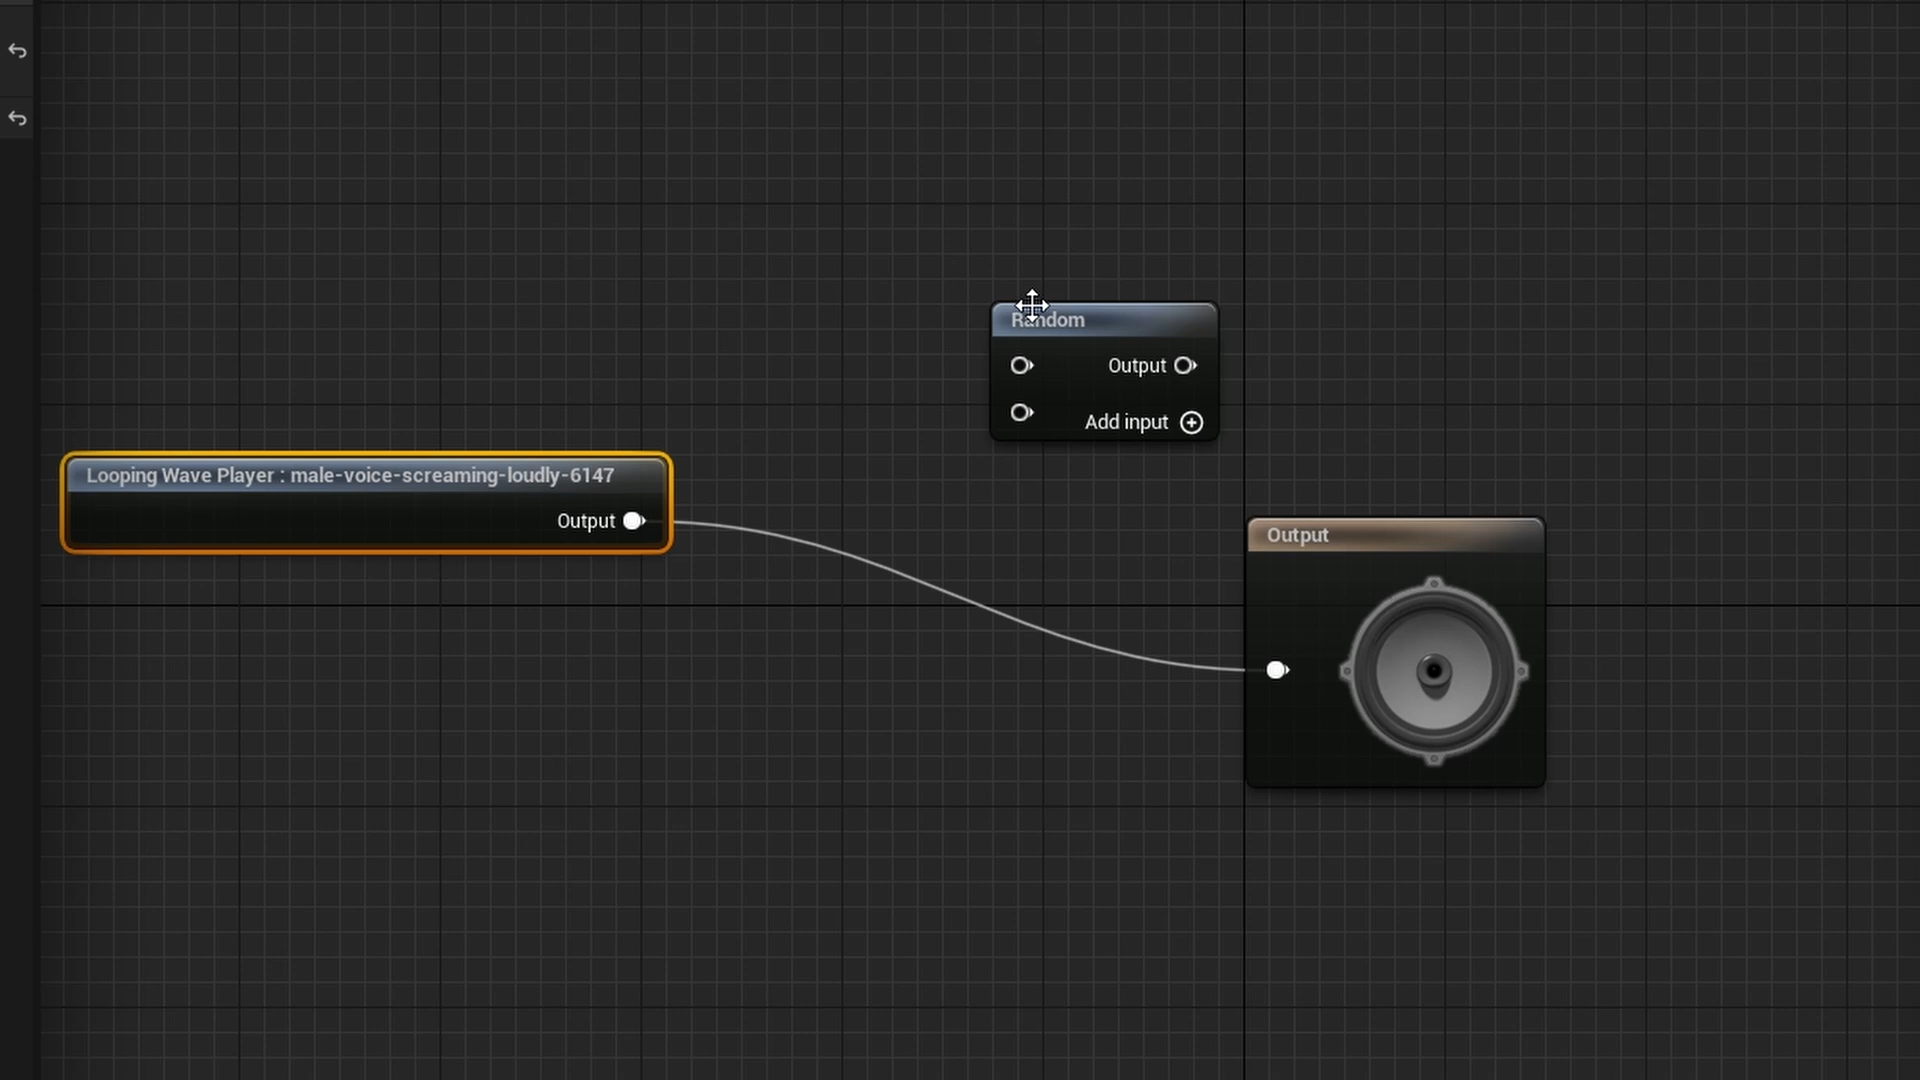 Random
Output
Add input
Looping Wave Player : male-voice-screaming-loudly-6147
Output
Output